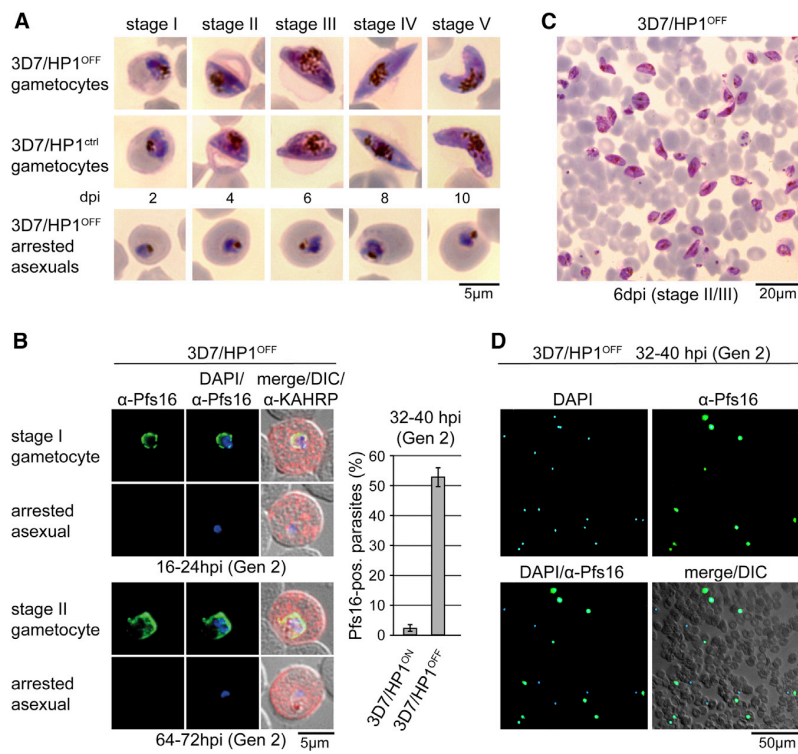 A
stage I stage II stage III stage IV stage V
3D7/HP1ᴼᶠᶠ
gametocytes
3D7/HP1ᶜᵗʳˡ
gametocytes
dpi 2 4 6 8 10
3D7/HP1ᴼᶠᶠ
arrested
asexuals
5µm
C
3D7/HP1ᴼᶠᶠ
6dpi (stage II/III) 20µm
B
3D7/HP1ᴼᶠᶠ
α-Pfs16
DAPI/
α-Pfs16
merge/DIC/
α-KAHRP
stage I
gametocyte
arrested
asexual
16-24hpi (Gen 2)
stage II
gametocyte
arrested
asexual
64-72hpi (Gen 2)
5µm
32-40 hpi
(Gen 2)
Pfs16-pos. parasites (%)
60
50
40
30
20
10
0
3D7/HP1ᴼᴺ
3D7/HP1ᴼᶠᶠ
D
3D7/HP1ᴼᶠᶠ 32-40 hpi (Gen 2)
DAPI α-Pfs16
DAPI/α-Pfs16 merge/DIC
50µm